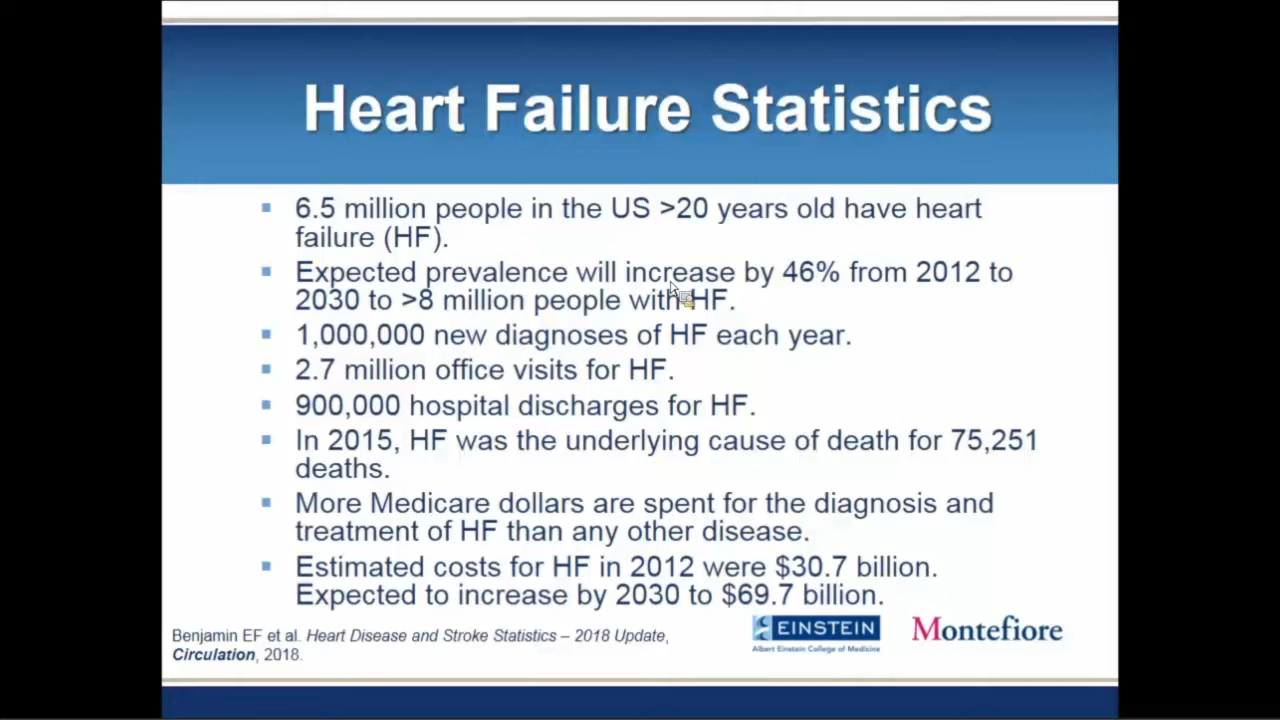 Heart Failure Statistics
6.5 million people in the US >20 years old have heart
failure (HF).
Expected prevalence will increase by 46% from 2012 to
2030 to >8 million people with HF.
1,000,000 new diagnoses of HF each year.
2.7 million office visits for HF.
900,000 hospital discharges for HF.
In 2015, HF was the underlying cause of death for 75,251
deaths.
More Medicare dollars are spent for the diagnosis and
treatment of HF than any other disease.
Estimated costs for HF in 2012 were $30.7 billion.
Expected to increase by 2030 to $69.7 billion.
Benjamin EF et al. Heart Disease and Stroke Statistics – 2018 Update,
Circulation, 2018.
EINSTEIN
Albert Einstein College of Medicine
Montefiore